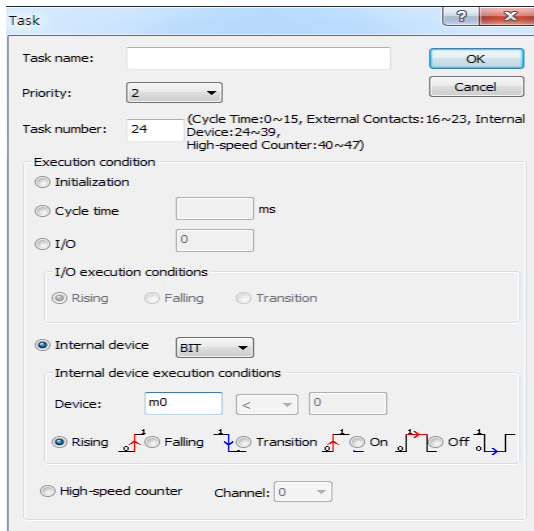 Task
Task name:
OK
Priority:
2
Cancel
Task number:
24
(Cycle Time:0~15, External Contacts:16~23, Internal
Device:24~39,
High-speed Counter:40~47)
Execution condition
Initialization
Cycle time
ms
I/O
0
I/O execution conditions
Rising
Falling
Transition
Internal device
BIT
Internal device execution conditions
Device:
m0
<
0
Rising
Falling
Transition
On
Off
High-speed counter
Channel:
0